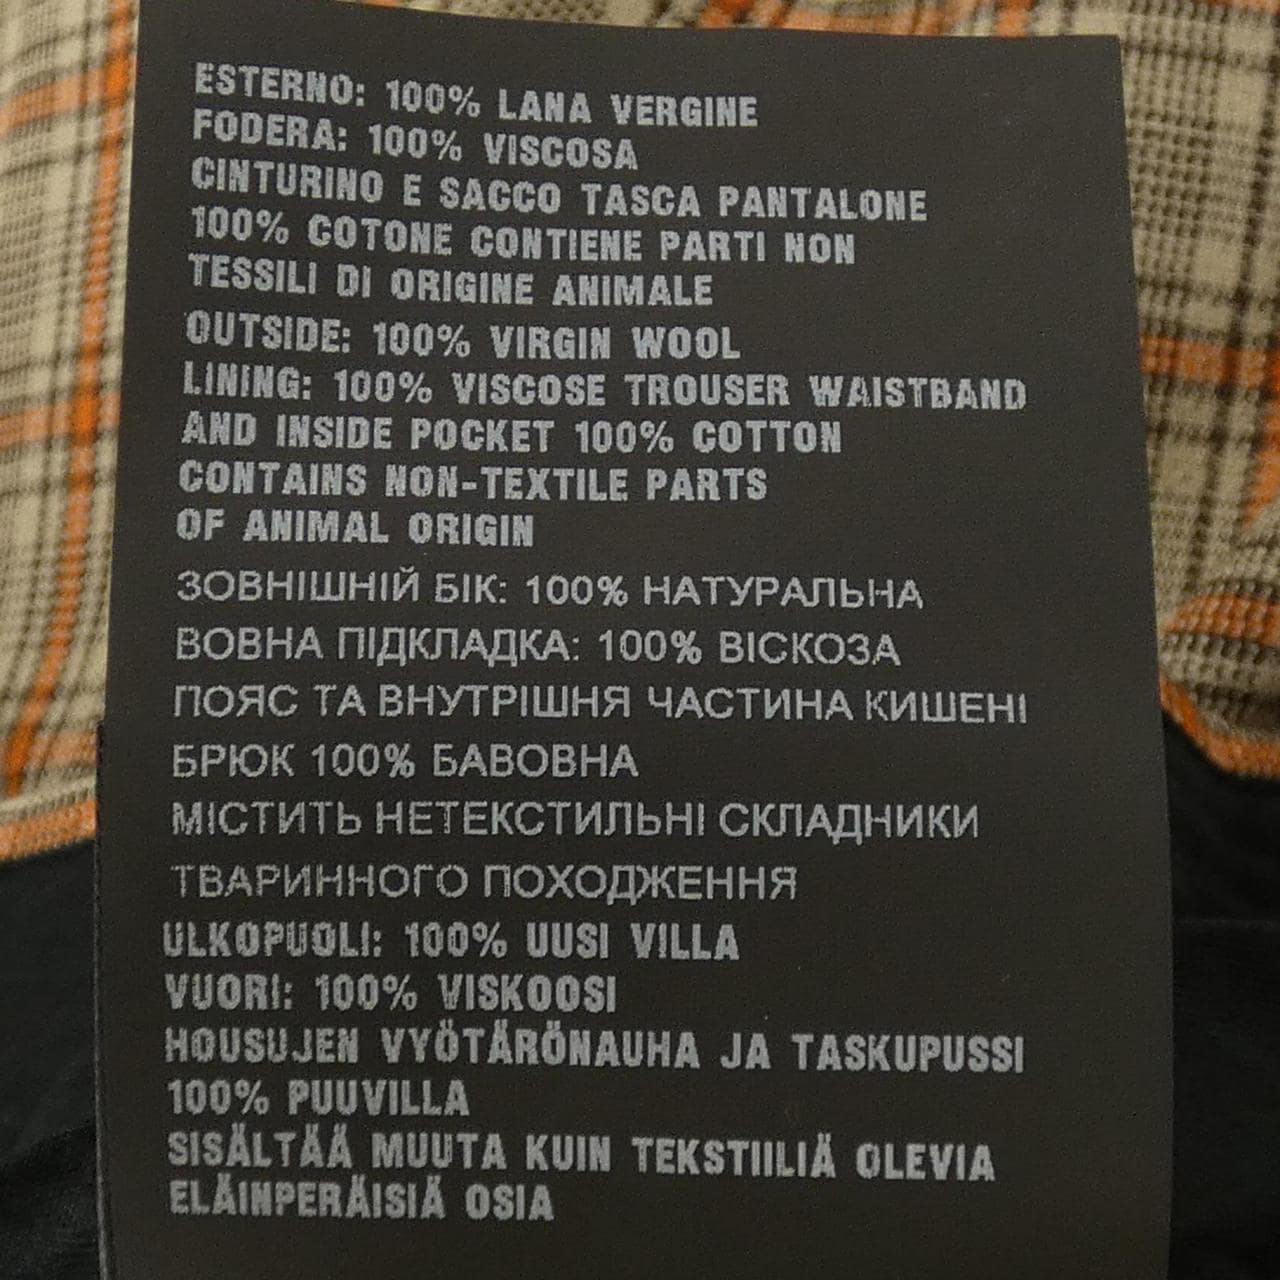 ESTERNO: 100% LANA VERGINE
FODERA: 100% VISCOSA
CINTURINO E SACCO TASCA PANTALONE
100% COTONE CONTIENE PARTI NON
TESSILI DI ORIGINE ANIMALE
OUTSIDE: 100% VIRGIN WOOL
LINING: 100% VISCOSE TROUSER WAISTBAND
AND INSIDE POCKET 100% COTTON
CONTAINS NON-TEXTILE PARTS
OF ANIMAL ORIGIN
ЗОВНІШНІЙ БІК: 100% НАТУРАЛЬНА
ВОВНА ПІДКЛАДКА: 100% ВІСКОЗА
ПОЯС ТА ВНУТРІШНЯ ЧАСТИНА КИШЕНІ
БРЮК 100% БАВОВНА
МІСТИТЬ НЕТЕКСТИЛЬНІ СКЛАДНИКИ
ТВАРИННОГО ПОХОДЖЕННЯ
ULKOPUOLI: 100% UUSI VILLA
VUORI: 100% VISKOOSI
HOUSUJEN VYÖTÄRÖNAUHA JA TASKUPUSSI
100% PUUVILLA
SISÄLTÄÄ MUUTA KUIN TEKSTIILIÄ OLEVIA
ELÄINPERÄISIÄ OSIA